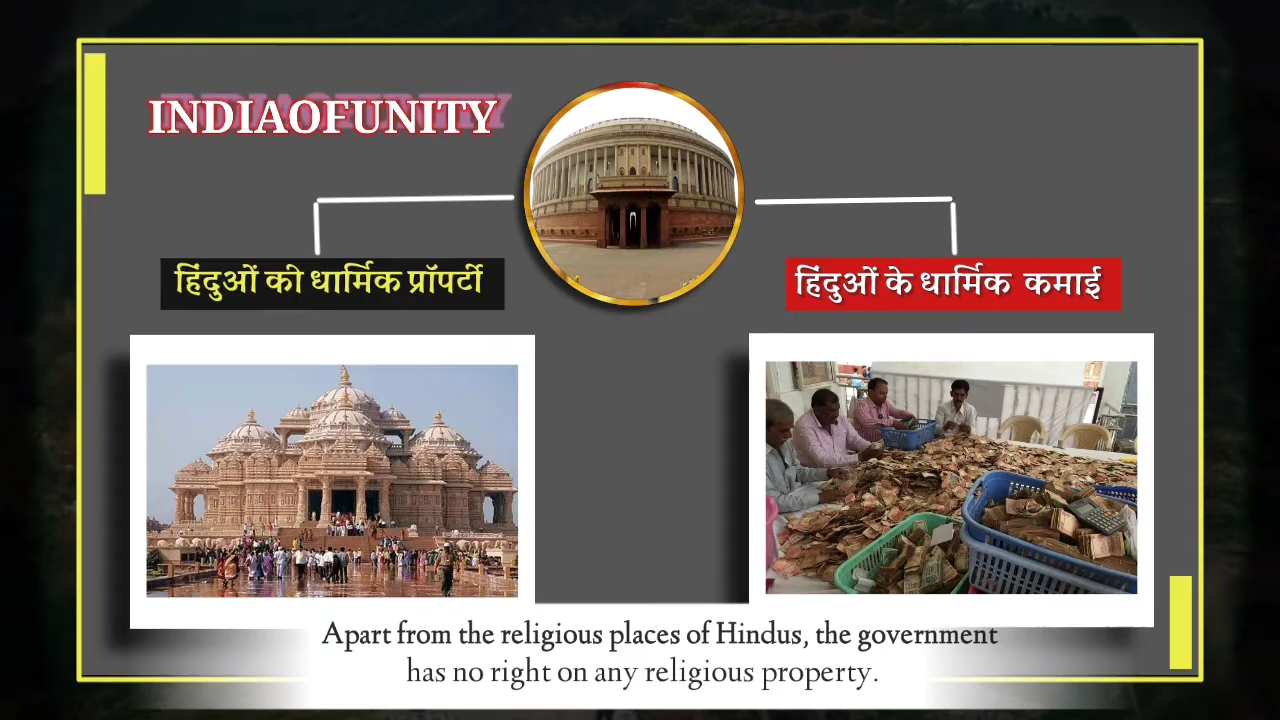 INDIAOFUNITY
हिंदुओं की धार्मिक प्रॉपर्टी
हिंदुओं के धार्मिक कमाई
Apart from the religious places of Hindus, the government
has no right on any religious property.